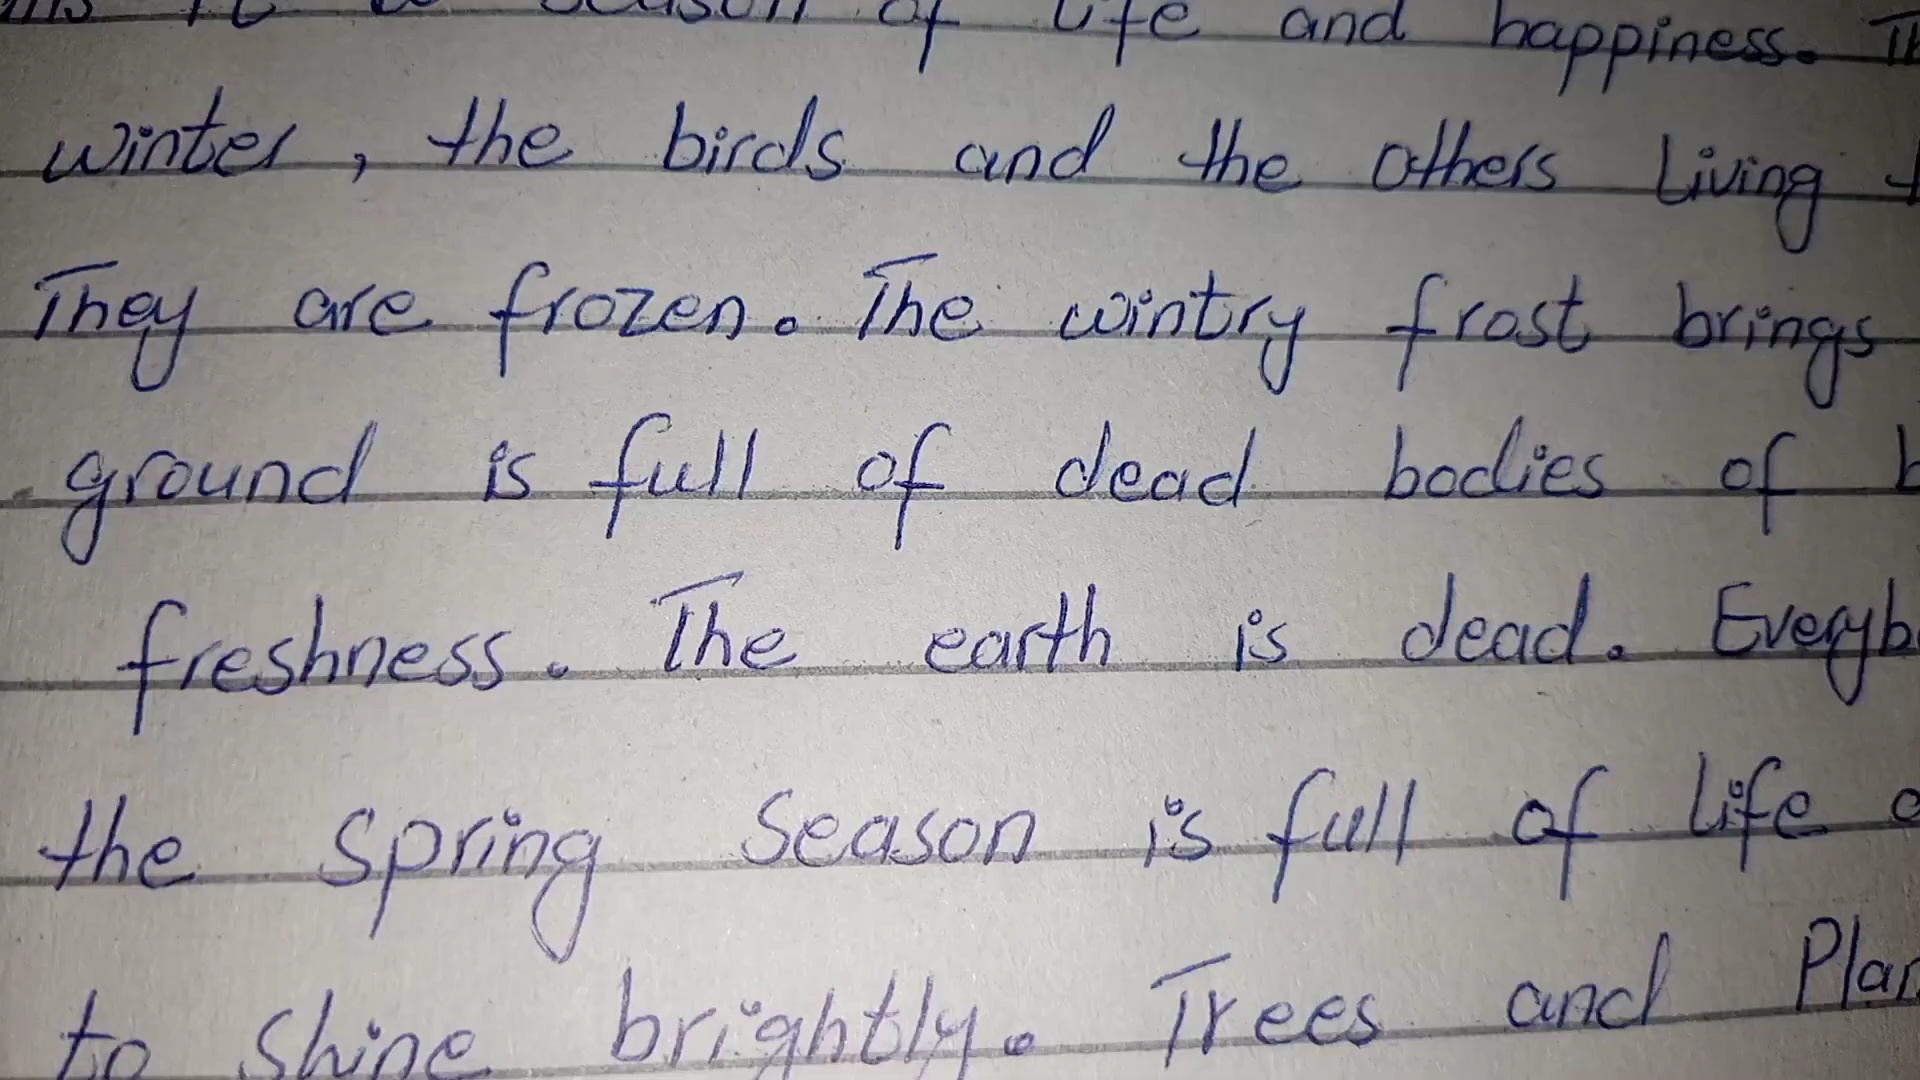 season of life and happiness.
winter, the birds and the others Living
They are frozen. The wintry frost brings
ground is full of dead bodies of
freshness. The earth is dead.
the spring Season is full of life
to shine brightly. Trees and